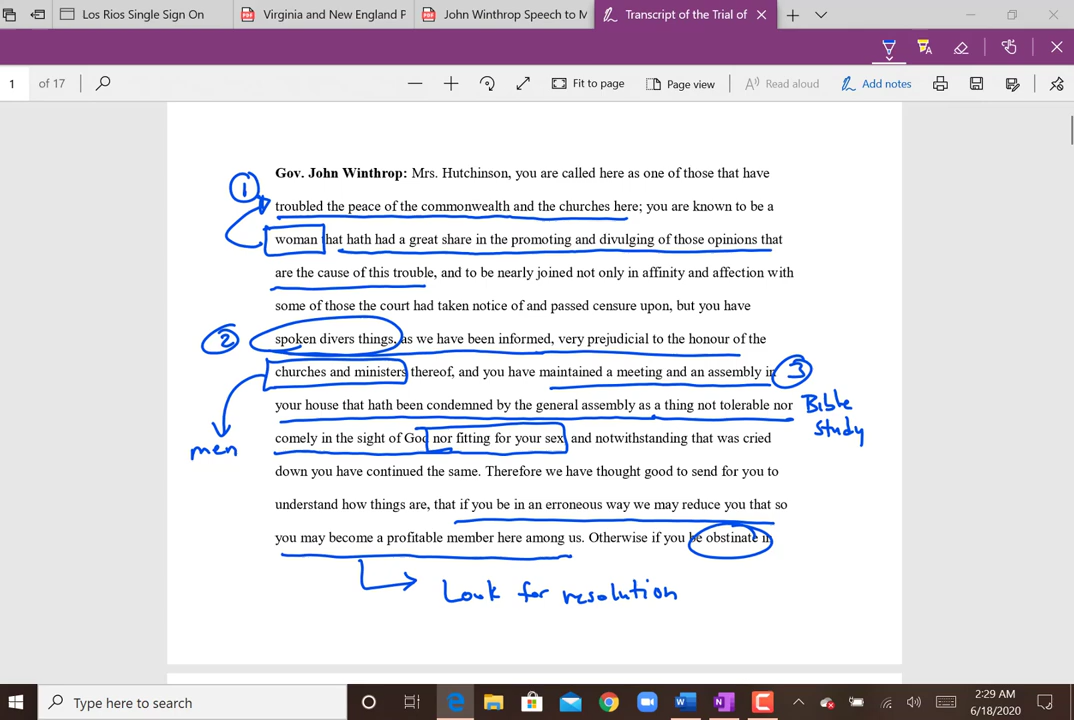 Los Rios Single Sign On
Virginia and New England P
John Winthrop Speech to M
Transcript of the Trial of
1 of 17
Fit to page
Page view
Read aloud
Add notes
Gov. John Winthrop: Mrs. Hutchinson, you are called here as one of those that have
1
troubled the peace of the commonwealth and the churches here; you are known to be a
woman that hath had a great share in the promoting and divulging of those opinions that
are the cause of this trouble, and to be nearly joined not only in affinity and affection with
some of those the court had taken notice of and passed censure upon, but you have
2 spoken divers things, as we have been informed, very prejudicial to the honour of the
churches and ministers thereof, and you have maintained a meeting and an assembly in 3
your house that hath been condemned by the general assembly as a thing not tolerable nor Bible
Study
comely in the sight of God nor fitting for your sex, and notwithstanding that was cried
men
down you have continued the same. Therefore we have thought good to send for you to
understand how things are, that if you be in an erroneous way we may reduce you that so
you may become a profitable member here among us. Otherwise if you be obstinate in
Look for resolution
Type here to search
2:29 AM
6/18/2020